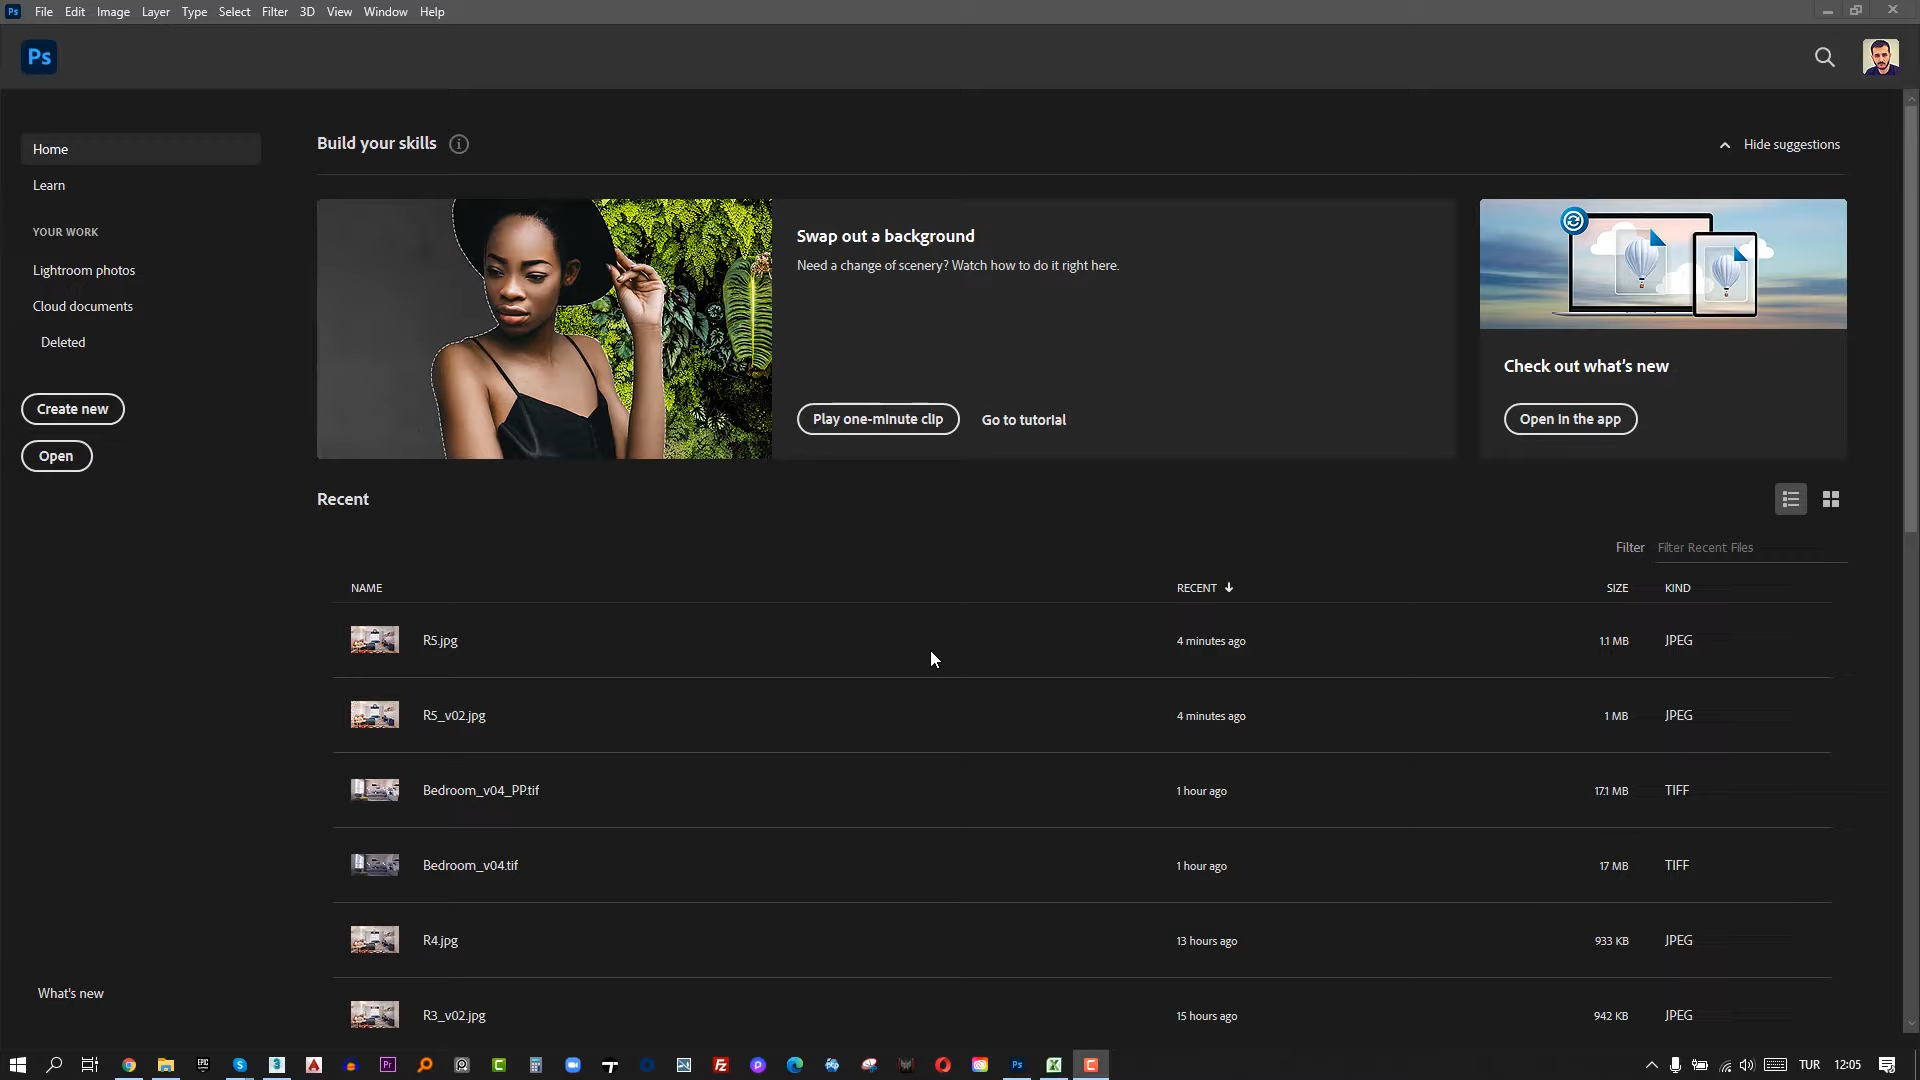 Ps File Edit Image Layer Type Select Filter 3D View Window Help
Ps
Home
Learn
YOUR WORK
Lightroom photos
Cloud documents
Deleted
Create new
Open
What's new
Build your skills
Hide suggestions
Swap out a background
Need a change of scenery? Watch how to do it right here.
Play one-minute clip Go to tutorial
Check out what's new
Open in the app
Recent
Filter Filter Recent Files
NAME RECENT SIZE KIND
R5.jpg 4 minutes ago 1.1 MB JPEG
R5_v02.jpg 4 minutes ago 1 MB JPEG
Bedroom_v04_PP.tif 1 hour ago 17.1 MB TIFF
Bedroom_v04.tif 1 hour ago 17 MB TIFF
R4.jpg 13 hours ago 933 KB JPEG
R3_v02.jpg 15 hours ago 942 KB JPEG
TUR 12:05